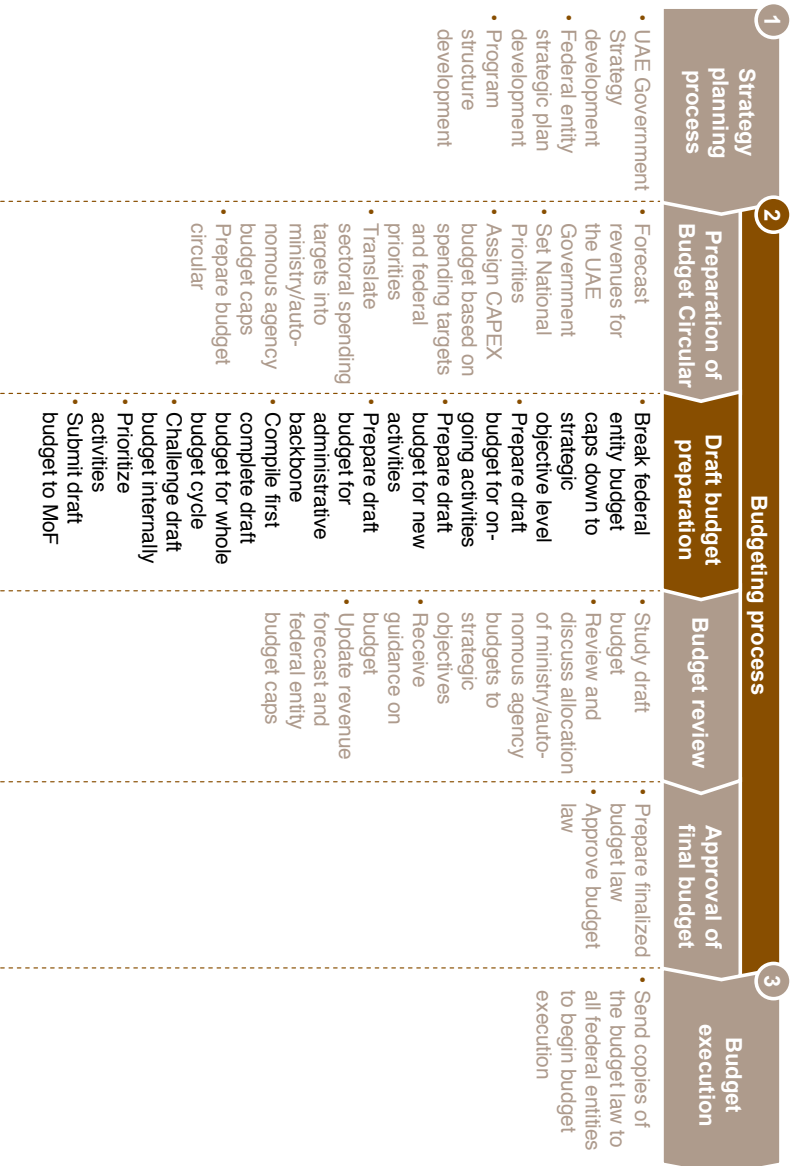 1
Strategy
planning
process
• UAE Government
Strategy
development
• Federal entity
strategic plan
development
• Program
structure
development
2
Budgeting process
Preparation of
Budget Circular
• Forecast
revenues for
the UAE
Government
• Set National
Priorities
• Assign CAPEX
budget based on
spending targets
and federal
priorities
• Translate
sectoral spending
targets into
ministry/auto-
nomous agency
budget caps
• Prepare budget
circular
Draft budget
preparation
• Break federal
entity budget
caps down to
strategic
objective level
• Prepare draft
budget for on-
going activities
• Prepare draft
budget for new
activities
• Prepare draft
budget for
administrative
backbone
• Compile first
complete draft
budget for whole
budget cycle
• Challenge draft
budget internally
• Prioritize
activities
• Submit draft
budget to MoF
Budget review
• Study draft
budget
• Review and
discuss allocation
of ministry/auto-
nomous agency
budgets to
strategic
objectives
• Receive
guidance on
budget
• Update revenue
forecast and
federal entity
budget caps
Approval of
final budget
• Prepare finalized
budget law
• Approve budget
law
3
Budget
execution
• Send copies of
the budget law to
all federal entities
to begin budget
execution